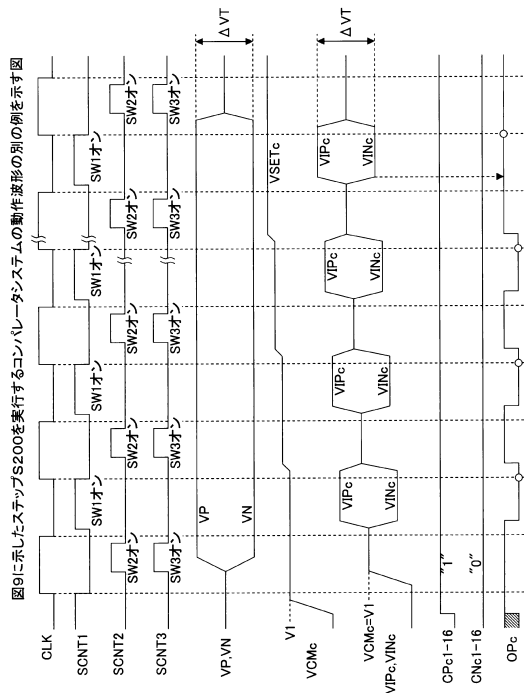 図9に示したステップS200を実行するコンパレータシステムの動作波形の別の例を示す図
CLK
SCNT1
SW1オン
SW1オン
SW1オン
SW1オン
SCNT2
SW2オン
SW2オン
SW2オン
SW2オン
SW2オン
SCNT3
SW3オン
SW3オン
SW3オン
SW3オン
SW3オン
VP,VN
VP
VN
ΔVT
V1
VCMc
VSETc
VCMc=V1
VIPc,VINc
VIPc
VINc
VIPc
VINc
VIPc
VINc
VIPc
VINc
ΔVT
CPc1-16
"1"
CNc1-16
"0"
OPc